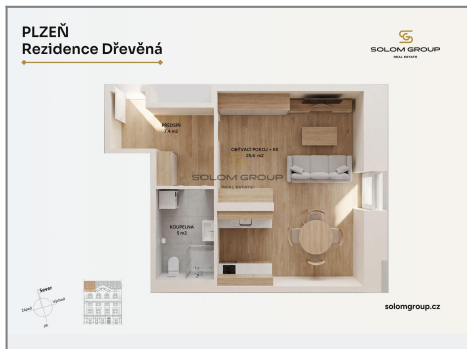 PLZEŇ
Rezidence Dřevěná
SOLOM GROUP
REAL ESTATE
PŘEDSÍŇ
7,4 m2
OBÝVACÍ POKOJ + KK
25,6 m2
SOLOM GROUP
REAL ESTATE
KOUPELNA
5 m2
Sever
Východ
Západ
Jih
solomgroup.cz